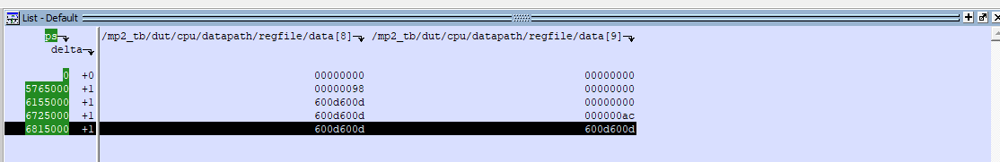 List - Default
ps /mp2_tb/dut/cpu/datapath/regfile/data[8] /mp2_tb/dut/cpu/datapath/regfile/data[9]
delta
0 +0 00000000 00000000
5765000 +1 00000098 00000000
6155000 +1 600d600d 00000000
6725000 +1 600d600d 000000ac
6815000 +1 600d600d 600d600d